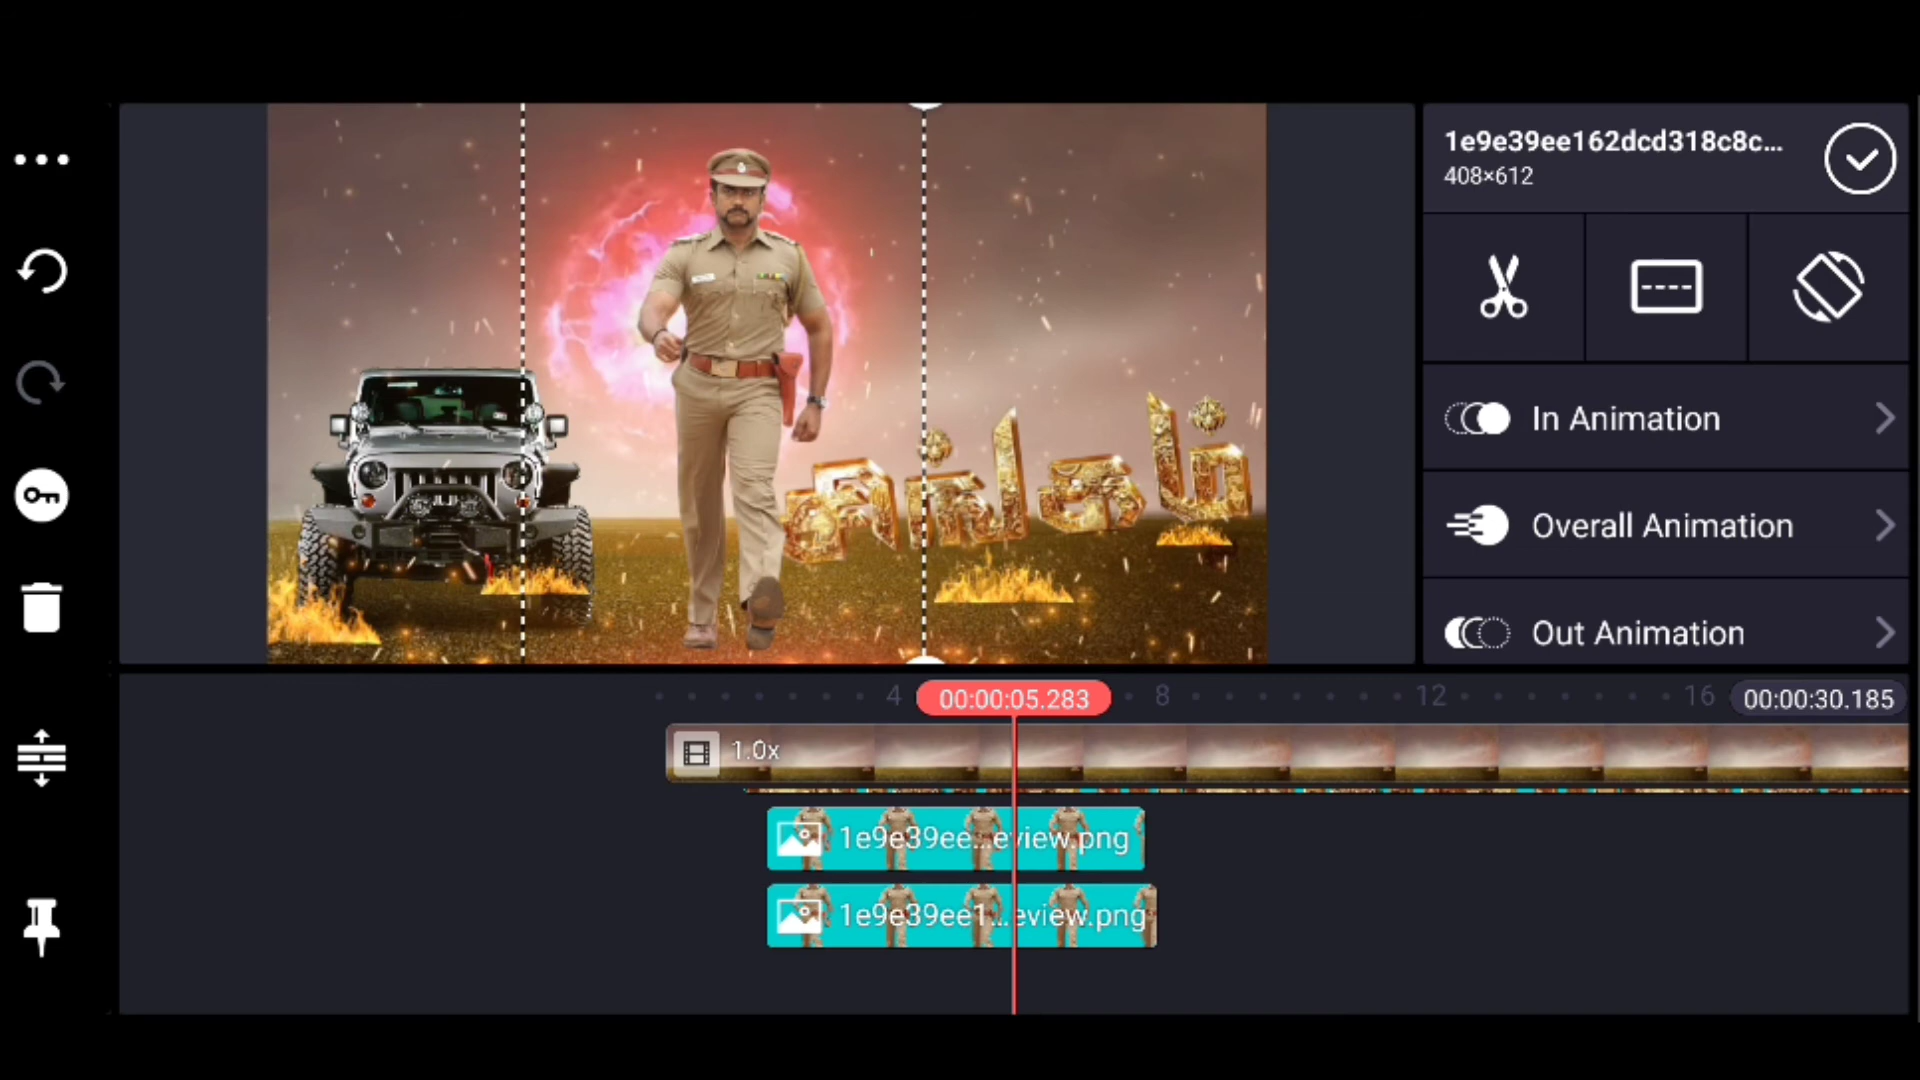 1e9e39ee162dcd318c8c...
408×612
In Animation
Overall Animation
Out Animation
சிங்கம்
4 00:00:05.283 8 12 16 00:00:30.185
1.0x
1e9e39ee...eview.png
1e9e39ee1...eview.png